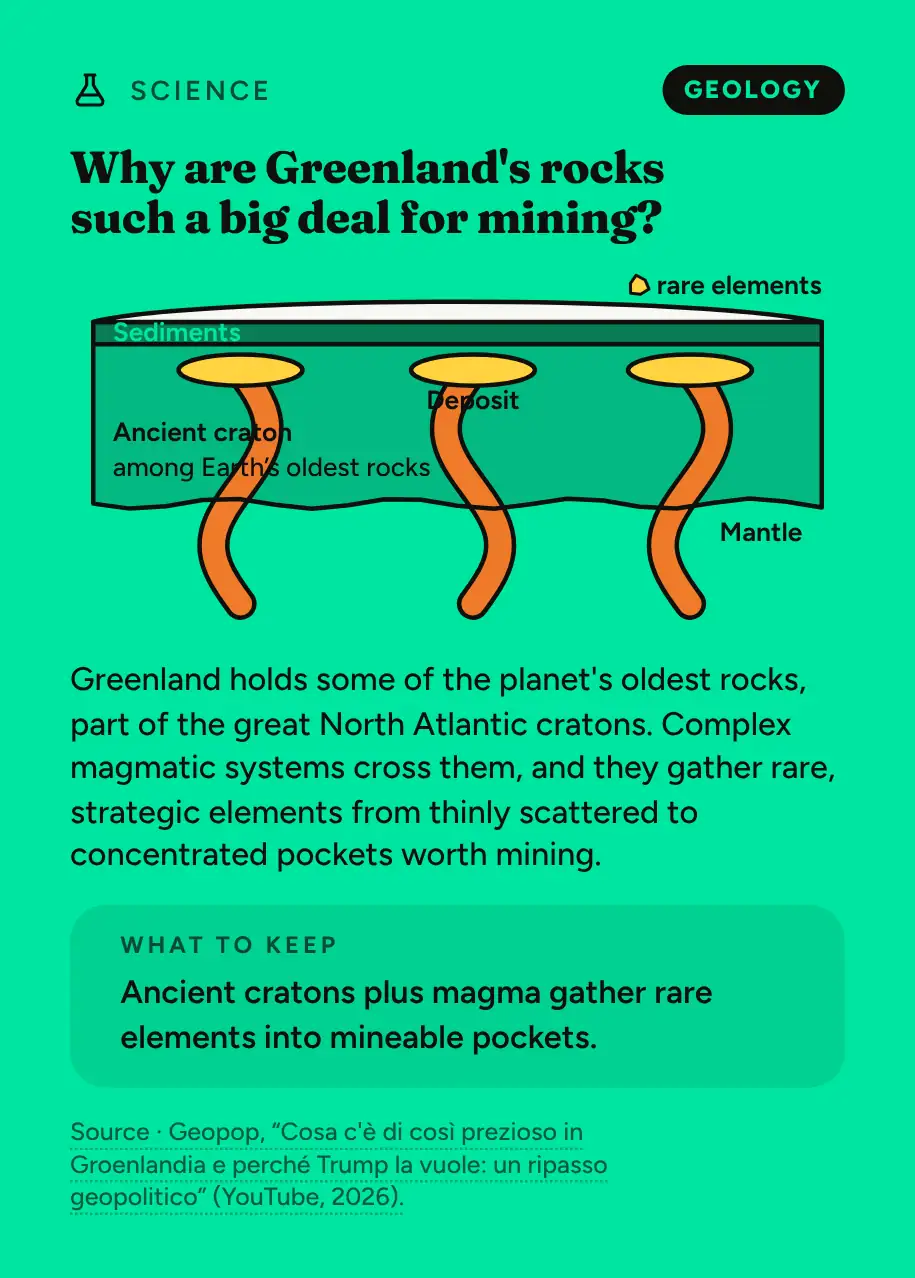 SCIENCE
GEOLOGY
Why are Greenland's rocks
such a big deal for mining?
rare elements
Sediments
Deposit
Ancient craton
among Earth’s oldest rocks
Mantle
Greenland holds some of the planet's oldest rocks,
part of the great North Atlantic cratons. Complex
magmatic systems cross them, and they gather rare,
strategic elements from thinly scattered to
concentrated pockets worth mining.
WHAT TO KEEP
Ancient cratons plus magma gather rare
elements into mineable pockets.
Source · Geopop, “Cosa c'è di così prezioso in
Groenlandia e perché Trump la vuole: un ripasso
geopolitico” (YouTube, 2026).